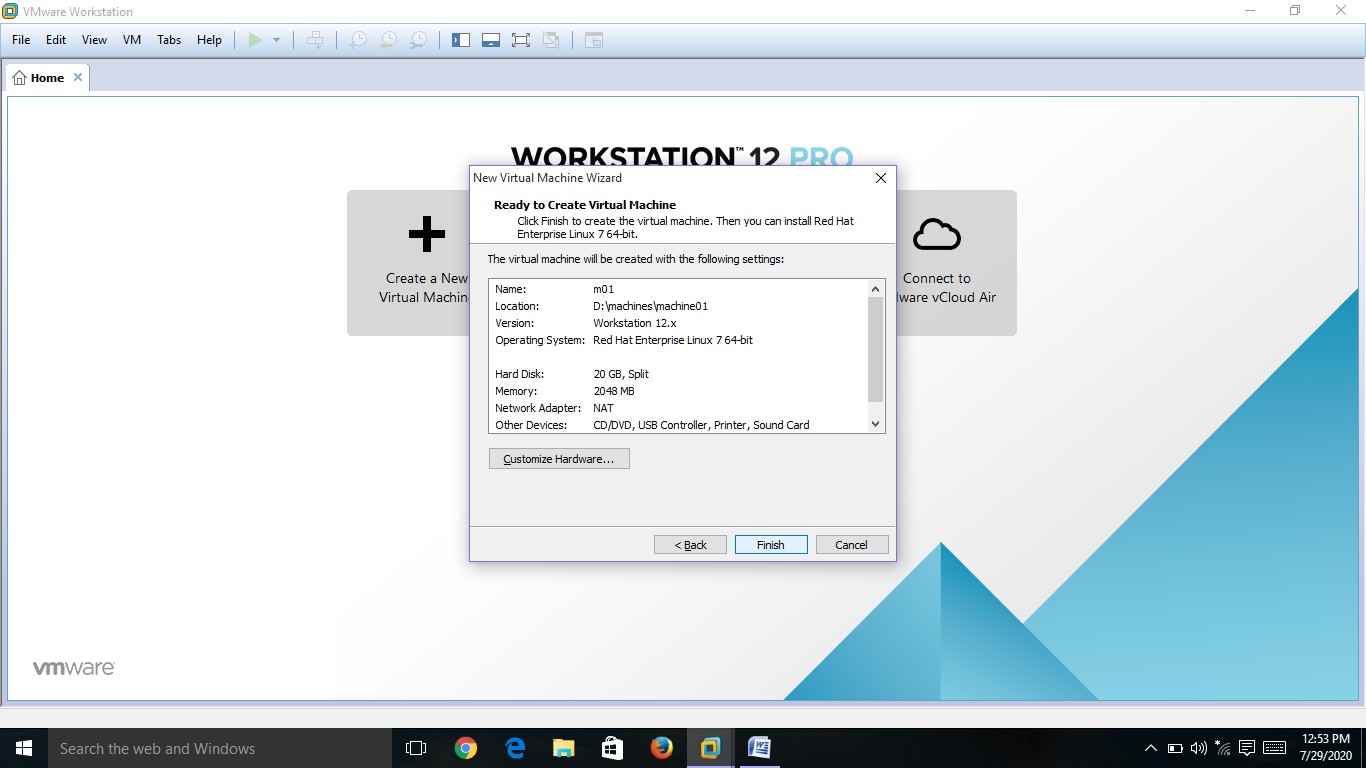 VMware Workstation
File Edit View VM Tabs Help
Home
WORKSTATION™ 12 PRO
New Virtual Machine Wizard
Ready to Create Virtual Machine
Click Finish to create the virtual machine. Then you can install Red Hat
Enterprise Linux 7 64-bit.
The virtual machine will be created with the following settings:
Name: m01
Location: D:\machines\machine01
Version: Workstation 12.x
Operating System: Red Hat Enterprise Linux 7 64-bit
Hard Disk: 20 GB, Split
Memory: 2048 MB
Network Adapter: NAT
Other Devices: CD/DVD, USB Controller, Printer, Sound Card
Customize Hardware...
< Back Finish Cancel
Create a New
Virtual Machin
Connect to
ware vCloud Air
vmware
Search the web and Windows
12:53 PM
7/29/2020